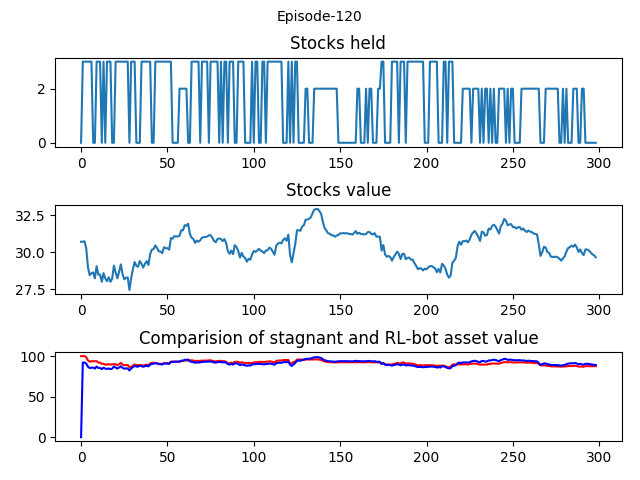 Episode-120
Stocks held
2
0
0 50 100 150 200 250 300
Stocks value
32.5
30.0
27.5
0 50 100 150 200 250 300
Comparision of stagnant and RL-bot asset value
100
50
0
0 50 100 150 200 250 300